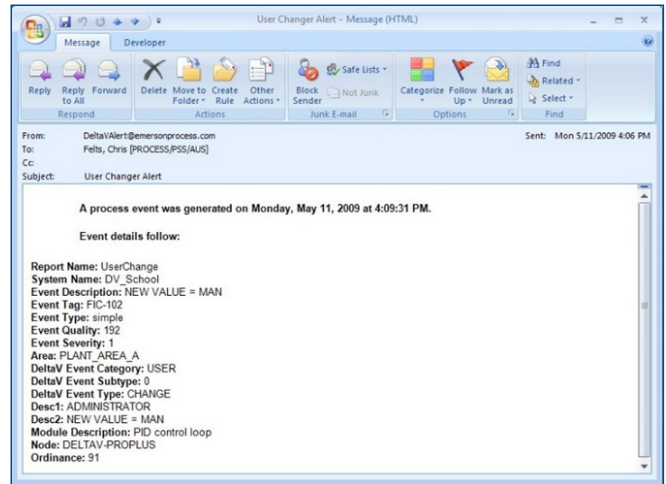 User Changer Alert - Message (HTML)
Message Developer
Reply Reply to All Forward Delete Move to Folder Create Rule Other Actions Block Sender Safe Lists Not Junk Categorize Follow Up Mark as Unread Find Related Select
Respond Actions Junk E-mail Options Find
From: DeltaVAlert@emersonprocess.com Sent: Mon 5/11/2009 4:06 PM
To: Felts, Chris [PROCESS/PSS/AUS]
Cc:
Subject: User Changer Alert
A process event was generated on Monday, May 11, 2009 at 4:09:31 PM.
Event details follow:
Report Name: UserChange
System Name: DV_School
Event Description: NEW VALUE = MAN
Event Tag: FIC-102
Event Type: simple
Event Quality: 192
Event Severity: 1
Area: PLANT_AREA_A
DeltaV Event Category: USER
DeltaV Event Subtype: 0
DeltaV Event Type: CHANGE
Desc1: ADMINISTRATOR
Desc2: NEW VALUE = MAN
Module Description: PID control loop
Node: DELTAV-PROPLUS
Ordinance: 91